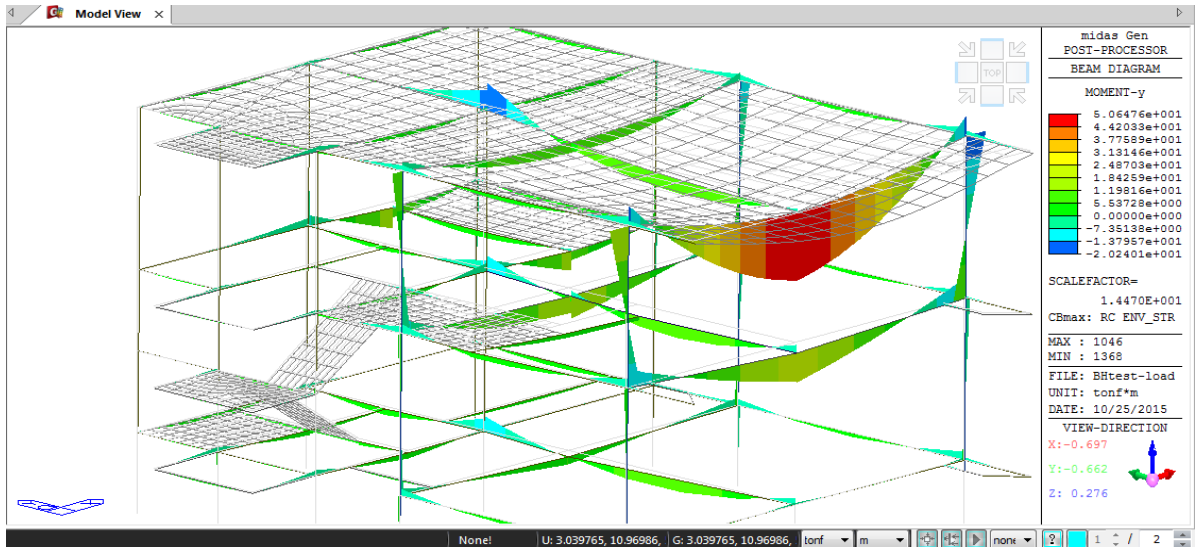 Model View
midas Gen
POST-PROCESSOR
BEAM DIAGRAM
MOMENT-y
5.06476e+001
4.42033e+001
3.77589e+001
3.13146e+001
2.48703e+001
1.84259e+001
1.19816e+001
5.53728e+000
0.00000e+000
-7.35138e+000
-1.37957e+001
-2.02401e+001
SCALEFACTOR=
1.4470E+001
CBmax: RC ENV_STR
MAX : 1046
MIN : 1368
FILE: BHtest-load
UNIT: tonf*m
DATE: 10/25/2015
VIEW-DIRECTION
X:-0.697
Y:-0.662
Z: 0.276
TOP
None! U: 3.039765, 10.96986, G: 3.039765, 10.96986, tonf m none ? 1 / 2